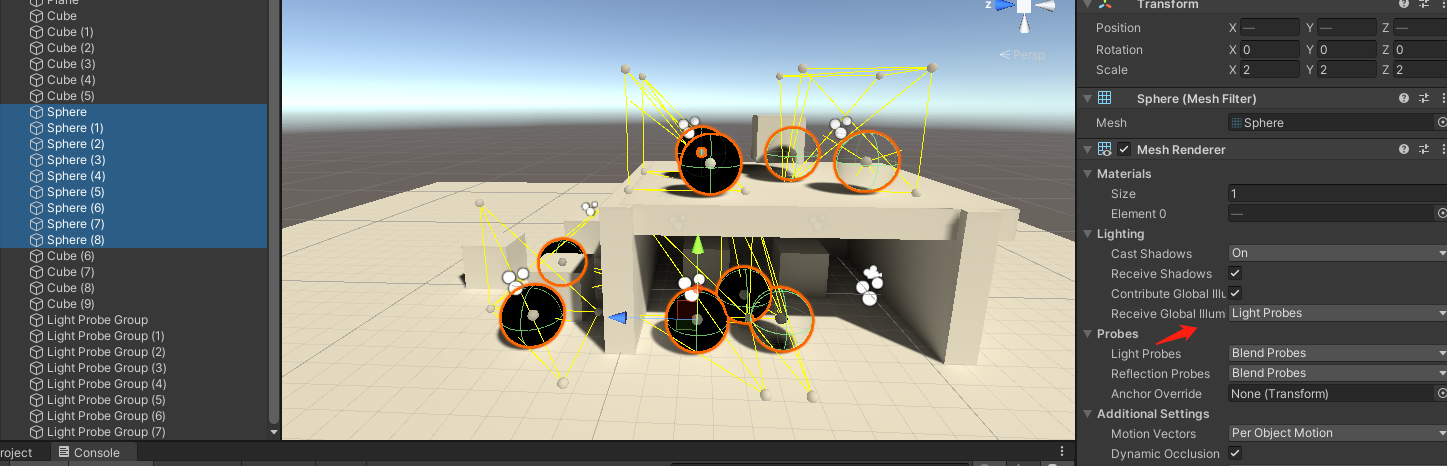 Plane
Cube
Cube (1)
Cube (2)
Cube (3)
Cube (4)
Cube (5)
Sphere
Sphere (1)
Sphere (2)
Sphere (3)
Sphere (4)
Sphere (5)
Sphere (6)
Sphere (7)
Sphere (8)
Cube (6)
Cube (7)
Cube (8)
Cube (9)
Light Probe Group
Light Probe Group (1)
Light Probe Group (2)
Light Probe Group (3)
Light Probe Group (4)
Light Probe Group (5)
Light Probe Group (6)
Light Probe Group (7)
roject Console
z
Persp
Transform
Position X — Y — Z —
Rotation X 0 Y 0 Z 0
Scale X 2 Y 2 Z 2
Sphere (Mesh Filter)
Mesh Sphere
Mesh Renderer
Materials
Size 1
Element 0 —
Lighting
Cast Shadows On
Receive Shadows
Contribute Global Illu
Receive Global Illum Light Probes
Probes
Light Probes Blend Probes
Reflection Probes Blend Probes
Anchor Override None (Transform)
Additional Settings
Motion Vectors Per Object Motion
Dynamic Occlusion